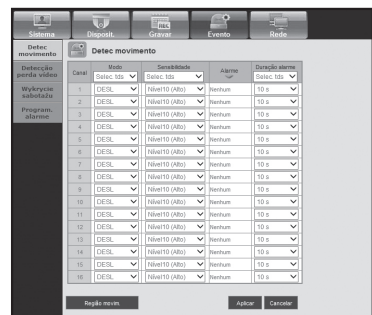 REC
Sistema Disposit. Gravar Evento Rede
Detec movimento
Detecção perda vídeo
Wykrycie sabotażu
Program. alarme
Detec movimento
Canal Modo Sensibilidade Alarme Duração alarme
Selec. tds Selec. tds Selec. tds
1 DESL Nível10 (Alto) Nenhum 10 s
2 DESL Nível10 (Alto) Nenhum 10 s
3 DESL Nível10 (Alto) Nenhum 10 s
4 DESL Nível10 (Alto) Nenhum 10 s
5 DESL Nível10 (Alto) Nenhum 10 s
6 DESL Nível10 (Alto) Nenhum 10 s
7 DESL Nível10 (Alto) Nenhum 10 s
8 DESL Nível10 (Alto) Nenhum 10 s
9 DESL Nível10 (Alto) Nenhum 10 s
10 DESL Nível10 (Alto) Nenhum 10 s
11 DESL Nível10 (Alto) Nenhum 10 s
12 DESL Nível10 (Alto) Nenhum 10 s
13 DESL Nível10 (Alto) Nenhum 10 s
14 DESL Nível10 (Alto) Nenhum 10 s
15 DESL Nível10 (Alto) Nenhum 10 s
16 DESL Nível10 (Alto) Nenhum 10 s
Região movim. Aplicar Cancelar